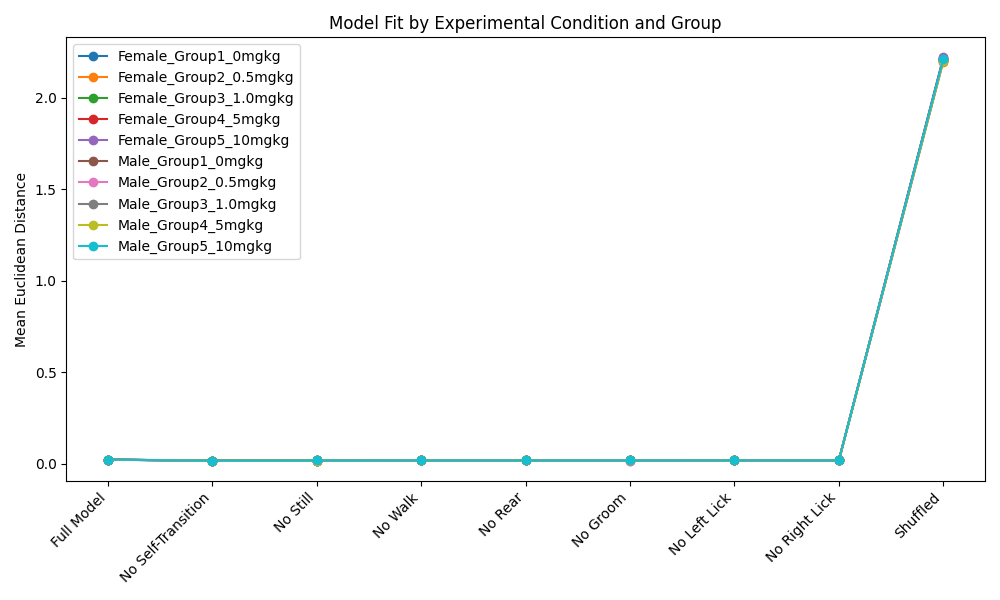 Model Fit by Experimental Condition and Group
Female_Group1_0mgkg
Female_Group2_0.5mgkg
Female_Group3_1.0mgkg
Female_Group4_5mgkg
Female_Group5_10mgkg
Male_Group1_0mgkg
Male_Group2_0.5mgkg
Male_Group3_1.0mgkg
Male_Group4_5mgkg
Male_Group5_10mgkg
Mean Euclidean Distance
2.0
1.5
1.0
0.5
0.0
Full Model
No Self-Transition
No Still
No Walk
No Rear
No Groom
No Left Lick
No Right Lick
Shuffled